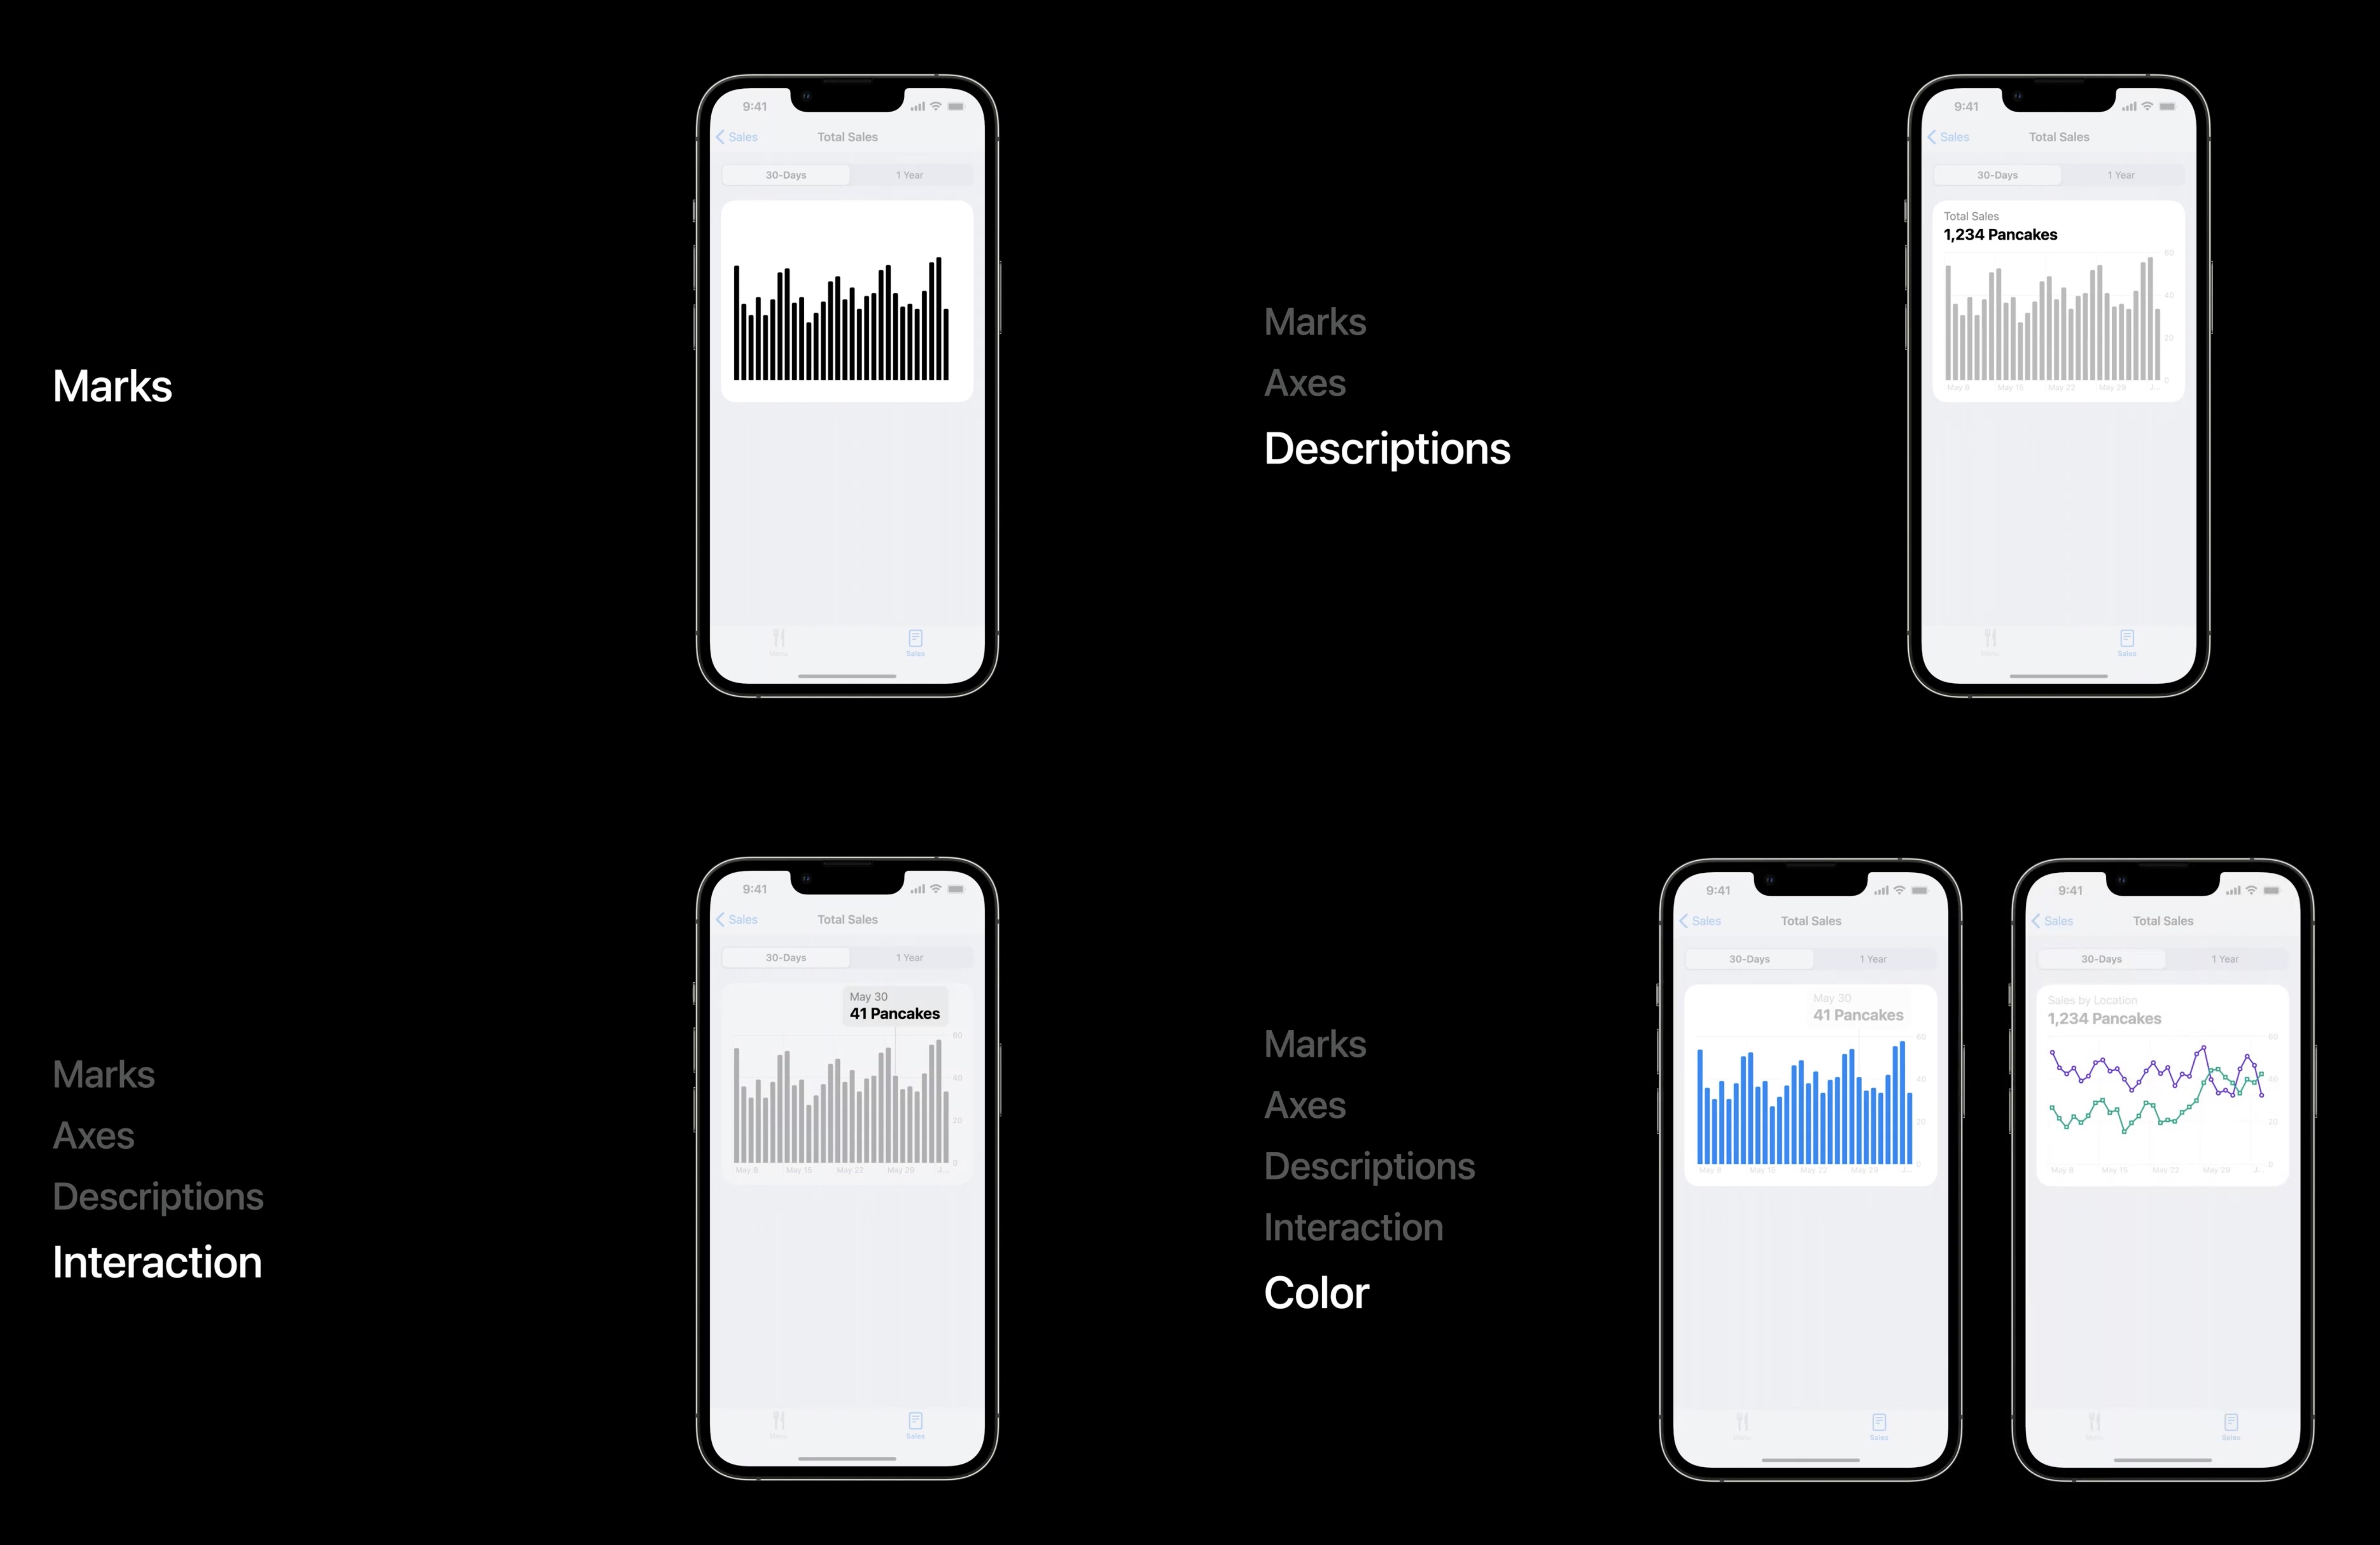 Marks
9:41
Sales
Total Sales
30-Days
1 Year
Menu
Sales
Marks
Axes
Descriptions
9:41
Sales
Total Sales
30-Days
1 Year
Total Sales
1,234 Pancakes
60
40
20
0
May 8
May 15
May 22
May 29
J...
Menu
Sales
Marks
Axes
Descriptions
Interaction
9:41
Sales
Total Sales
30-Days
1 Year
May 30
41 Pancakes
60
40
20
0
May 8
May 15
May 22
May 29
J...
Menu
Sales
Marks
Axes
Descriptions
Interaction
Color
9:41
Sales
Total Sales
30-Days
1 Year
May 30
41 Pancakes
60
40
20
0
May 8
May 15
May 22
May 29
J...
Menu
Sales
9:41
Sales
Total Sales
30-Days
1 Year
Sales by Location
1,234 Pancakes
60
40
20
0
May 8
May 15
May 22
May 29
J...
Menu
Sales